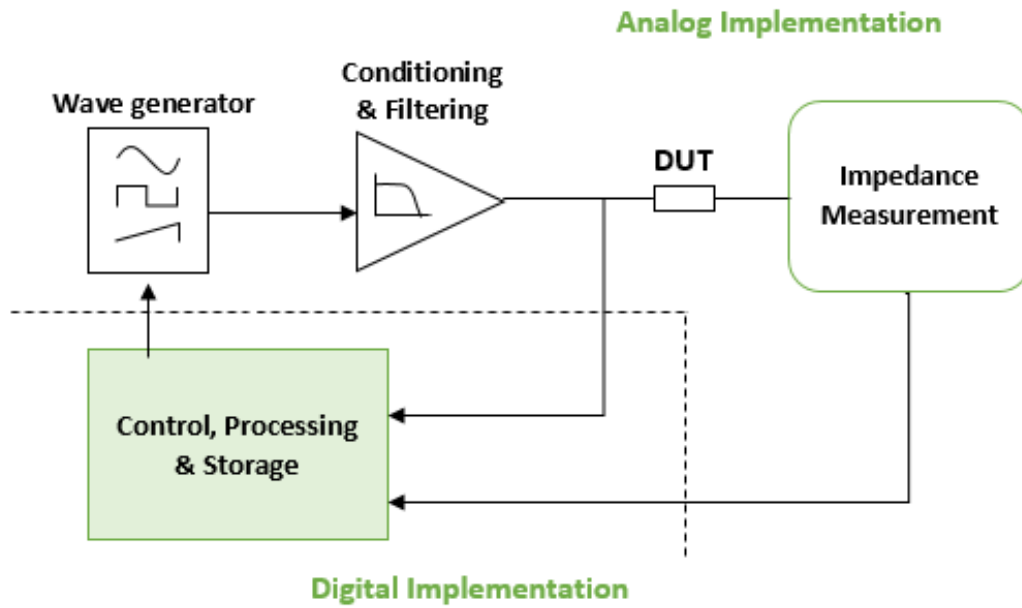 Analog Implementation
Conditioning
& Filtering
Wave generator
DUT
Impedance
Measurement
Control, Processing
& Storage
Digital Implementation